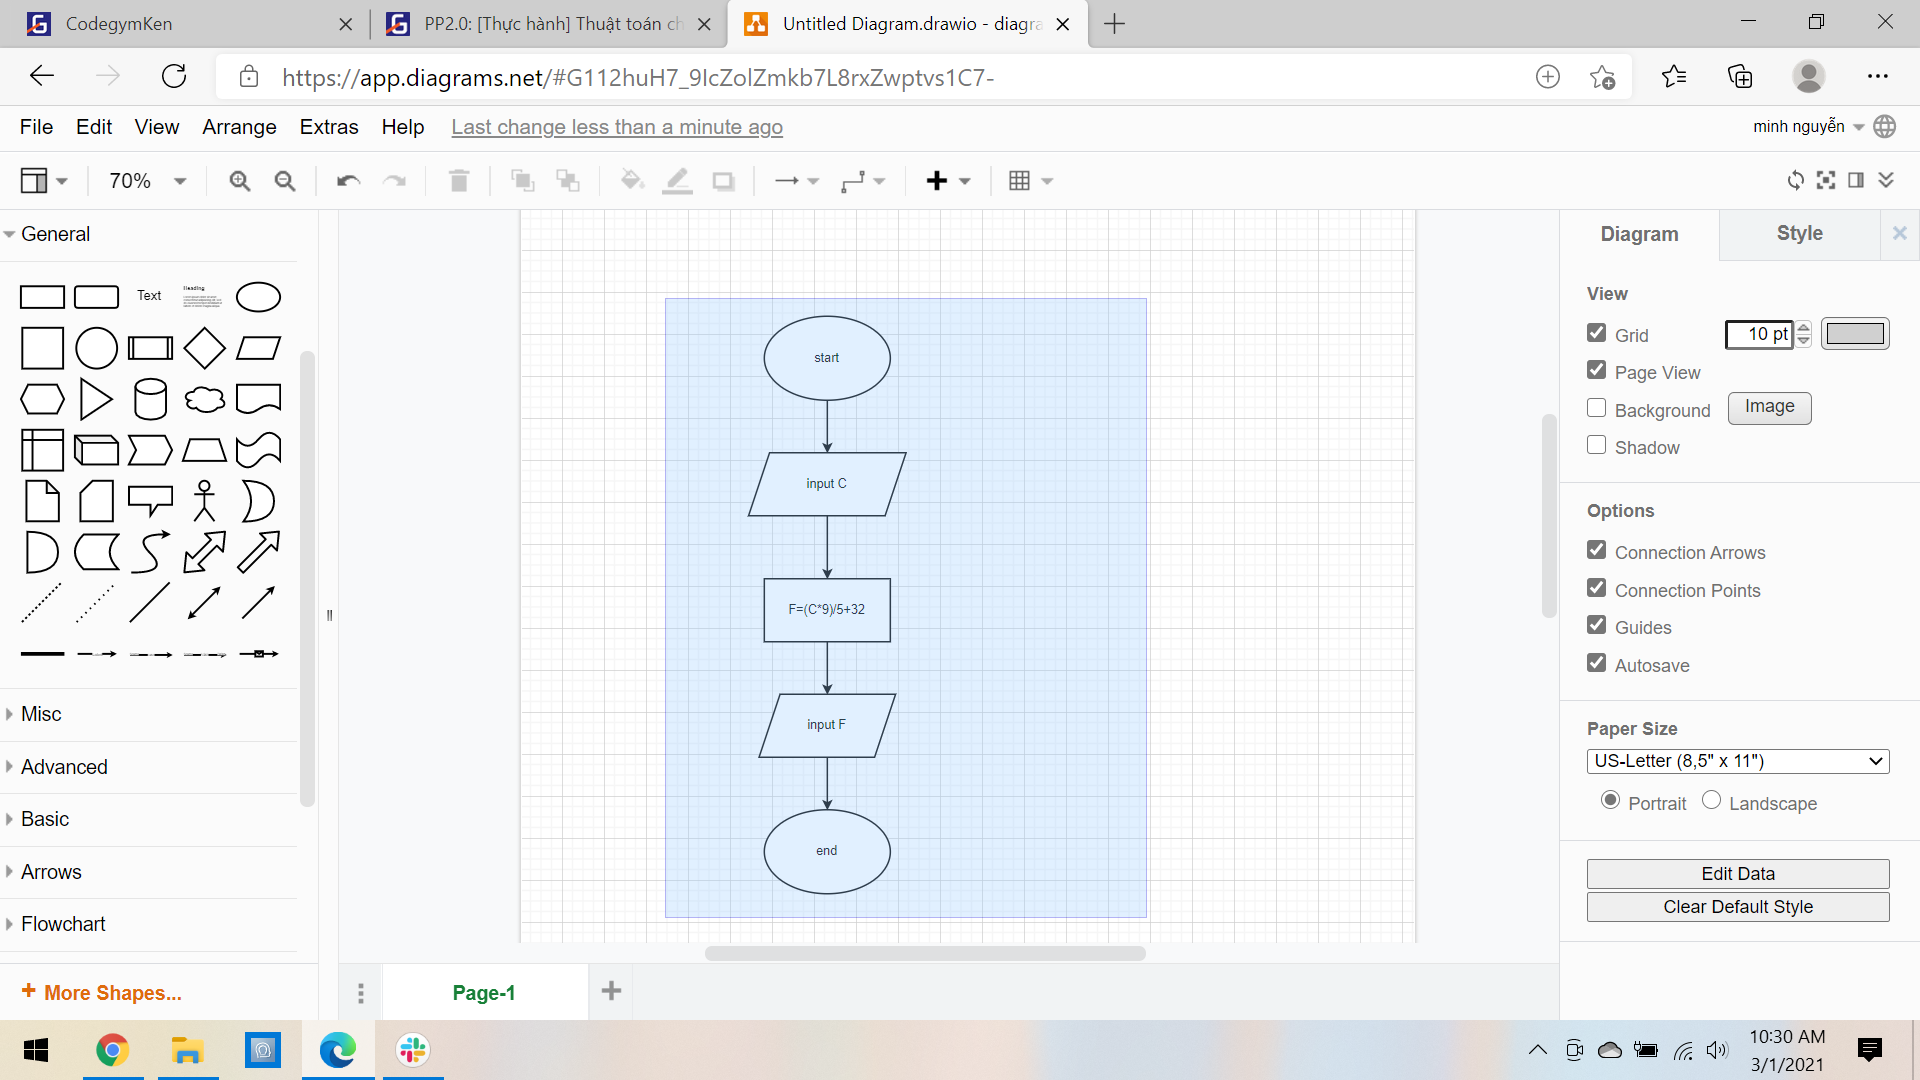 CodegymKen
PP2.0: [Thực hành] Thuật toán ch
Untitled Diagram.drawio - diagra
https://app.diagrams.net/#G112huH7_9IcZolZmkb7L8rxZwptvs1C7-
File Edit View Arrange Extras Help Last change less than a minute ago
minh nguyễn
70%
General
Text
Heading
Misc
Advanced
Basic
Arrows
Flowchart
+ More Shapes...
start
input C
F=(C*9)/5+32
input F
end
Page-1
Diagram
Style
View
Grid
10 pt
Page View
Background
Image
Shadow
Options
Connection Arrows
Connection Points
Guides
Autosave
Paper Size
US-Letter (8,5" x 11")
Portrait
Landscape
Edit Data
Clear Default Style
10:30 AM
3/1/2021